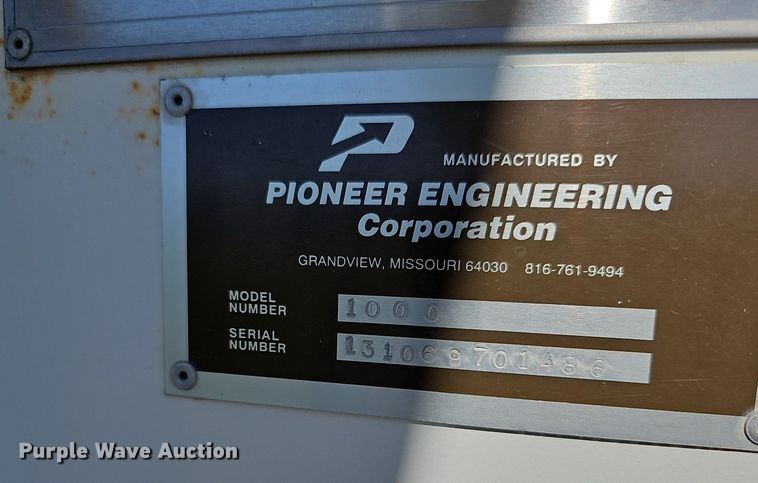 MANUFACTURED BY
PIONEER ENGINEERING
Corporation
GRANDVIEW, MISSOURI 64030 816-761-9494
MODEL NUMBER 1000
SERIAL NUMBER 131069701486
Purple Wave Auction